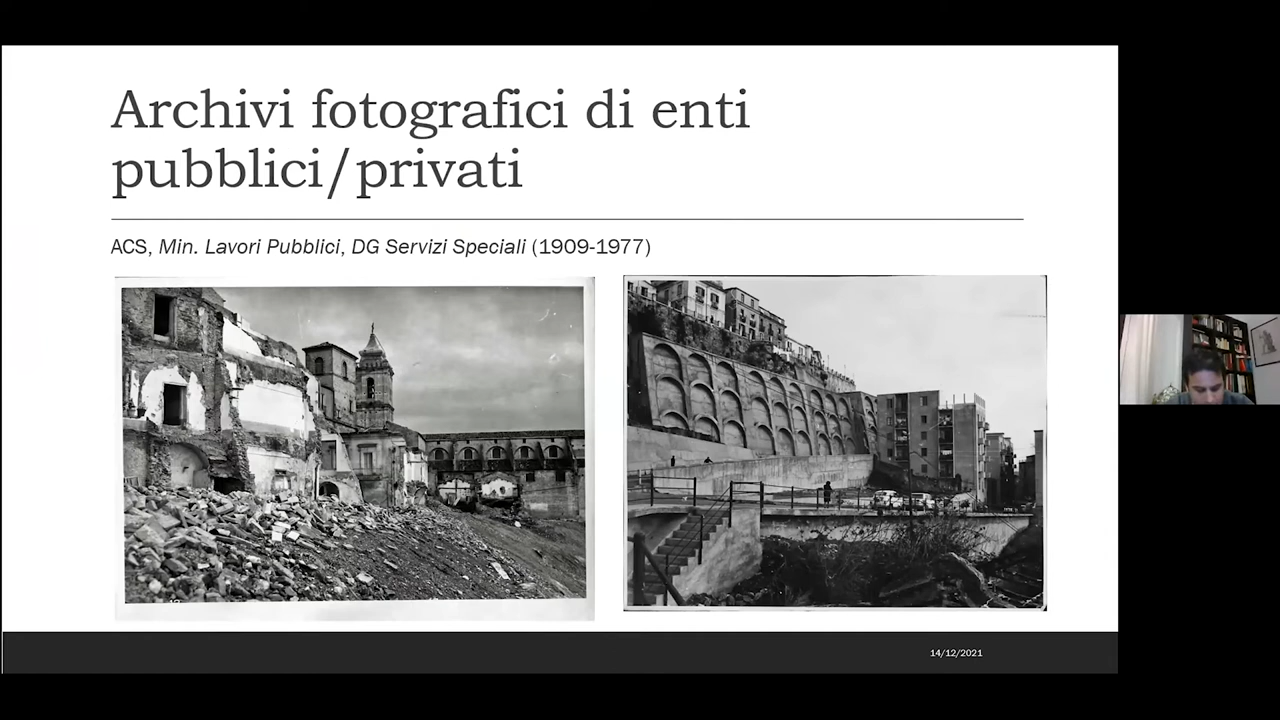 Archivi fotografici di enti
pubblici/privati
ACS, Min. Lavori Pubblici, DG Servizi Speciali (1909-1977)
14/12/2021